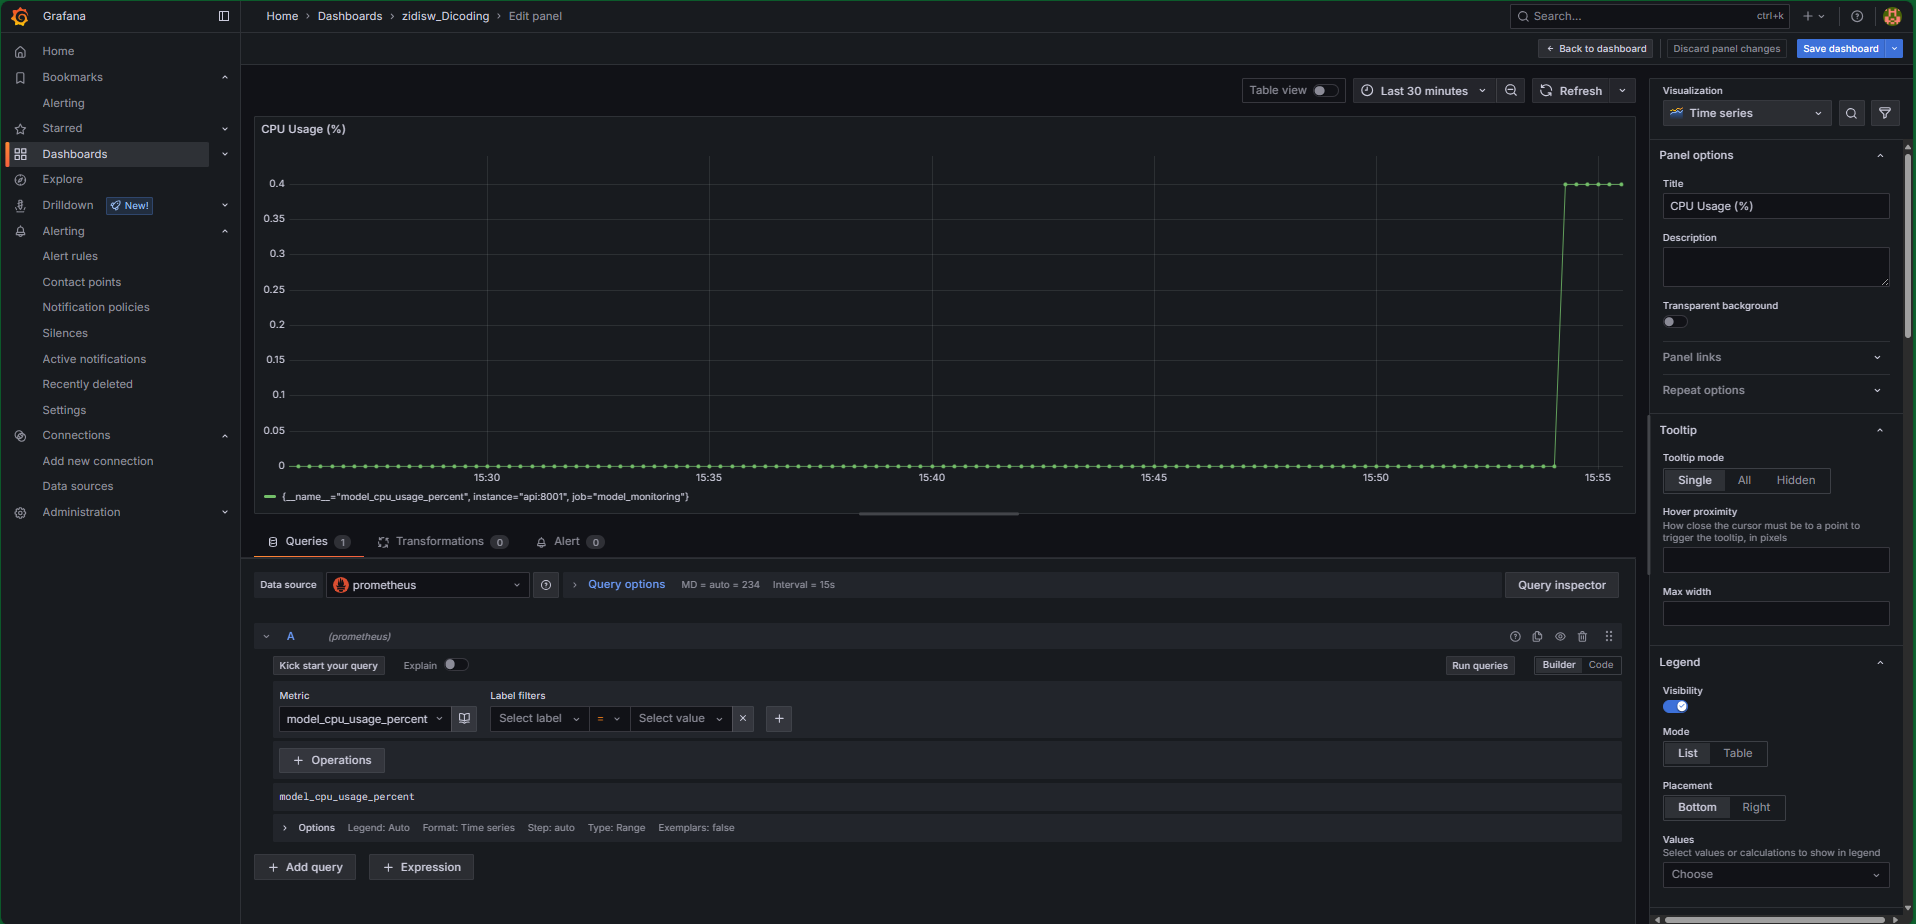 Grafana
Home › Dashboards › zidisw_Dicoding › Edit panel
Search...
ctrl+k
Back to dashboard
Discard panel changes
Save dashboard
Home
Bookmarks
Alerting
Starred
Dashboards
Explore
Drilldown New!
Alerting
Alert rules
Contact points
Notification policies
Silences
Active notifications
Recently deleted
Settings
Connections
Add new connection
Data sources
Administration
Table view
Last 30 minutes
Refresh
CPU Usage (%)
0.4
0.35
0.3
0.25
0.2
0.15
0.1
0.05
0
15:30 15:35 15:40 15:45 15:50 15:55
{__name__="model_cpu_usage_percent", instance="api:8001", job="model_monitoring"}
Queries 1
Transformations 0
Alert 0
Data source
prometheus
Query options MD = auto = 234 Interval = 15s
Query inspector
A (prometheus)
Kick start your query
Explain
Run queries
Builder Code
Metric
Label filters
model_cpu_usage_percent
Select label = Select value
+ Operations
model_cpu_usage_percent
Options Legend: Auto Format: Time series Step: auto Type: Range Exemplars: false
+ Add query
+ Expression
Visualization
Time series
Panel options
Title
CPU Usage (%)
Description
Transparent background
Panel links
Repeat options
Tooltip
Tooltip mode
Single All Hidden
Hover proximity
How close the cursor must be to a point to
trigger the tooltip, in pixels
Max width
Legend
Visibility
Mode
List Table
Placement
Bottom Right
Values
Select values or calculations to show in legend
Choose